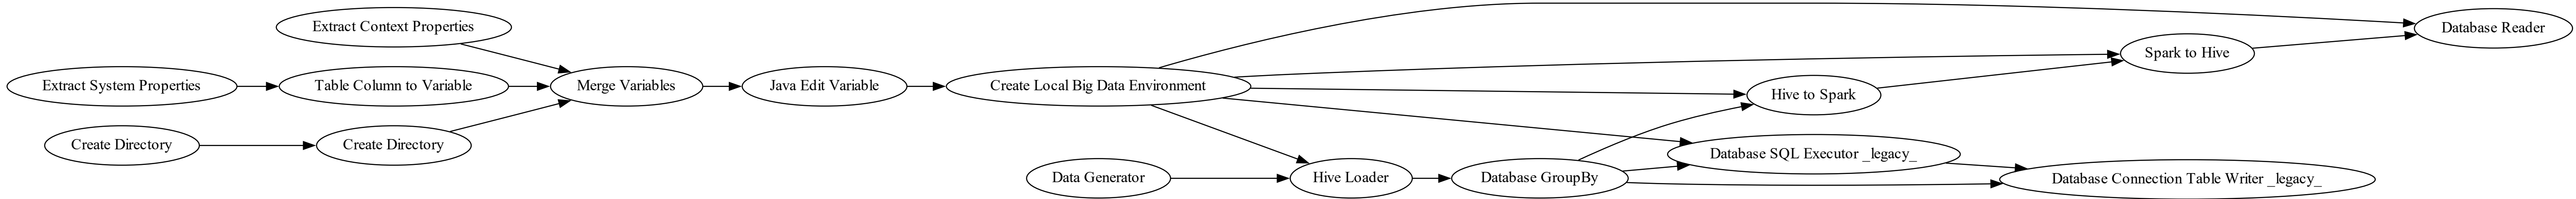 Extract Context Properties
Extract System Properties
Table Column to Variable
Create Directory
Create Directory
Merge Variables
Java Edit Variable
Create Local Big Data Environment
Data Generator
Hive Loader
Database GroupBy
Hive to Spark
Database SQL Executor _legacy_
Database Connection Table Writer _legacy_
Spark to Hive
Database Reader